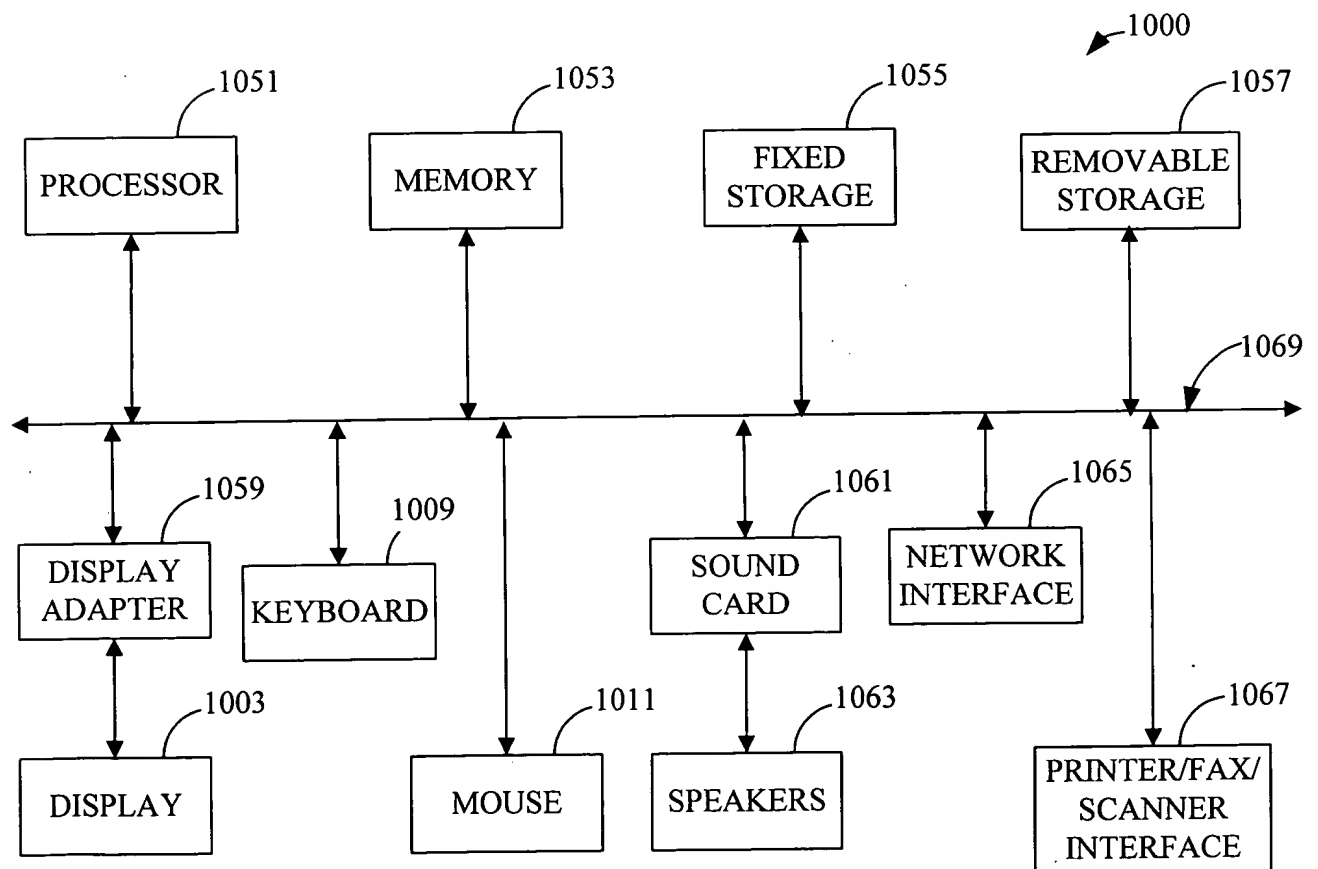 1000
1051
1053
1055
1057
PROCESSOR
MEMORY
FIXED
STORAGE
REMOVABLE
STORAGE
1069
1059
1009
1061
1065
DISPLAY
ADAPTER
KEYBOARD
SOUND
CARD
NETWORK
INTERFACE
1003
1011
1063
1067
DISPLAY
MOUSE
SPEAKERS
PRINTER/FAX/
SCANNER
INTERFACE